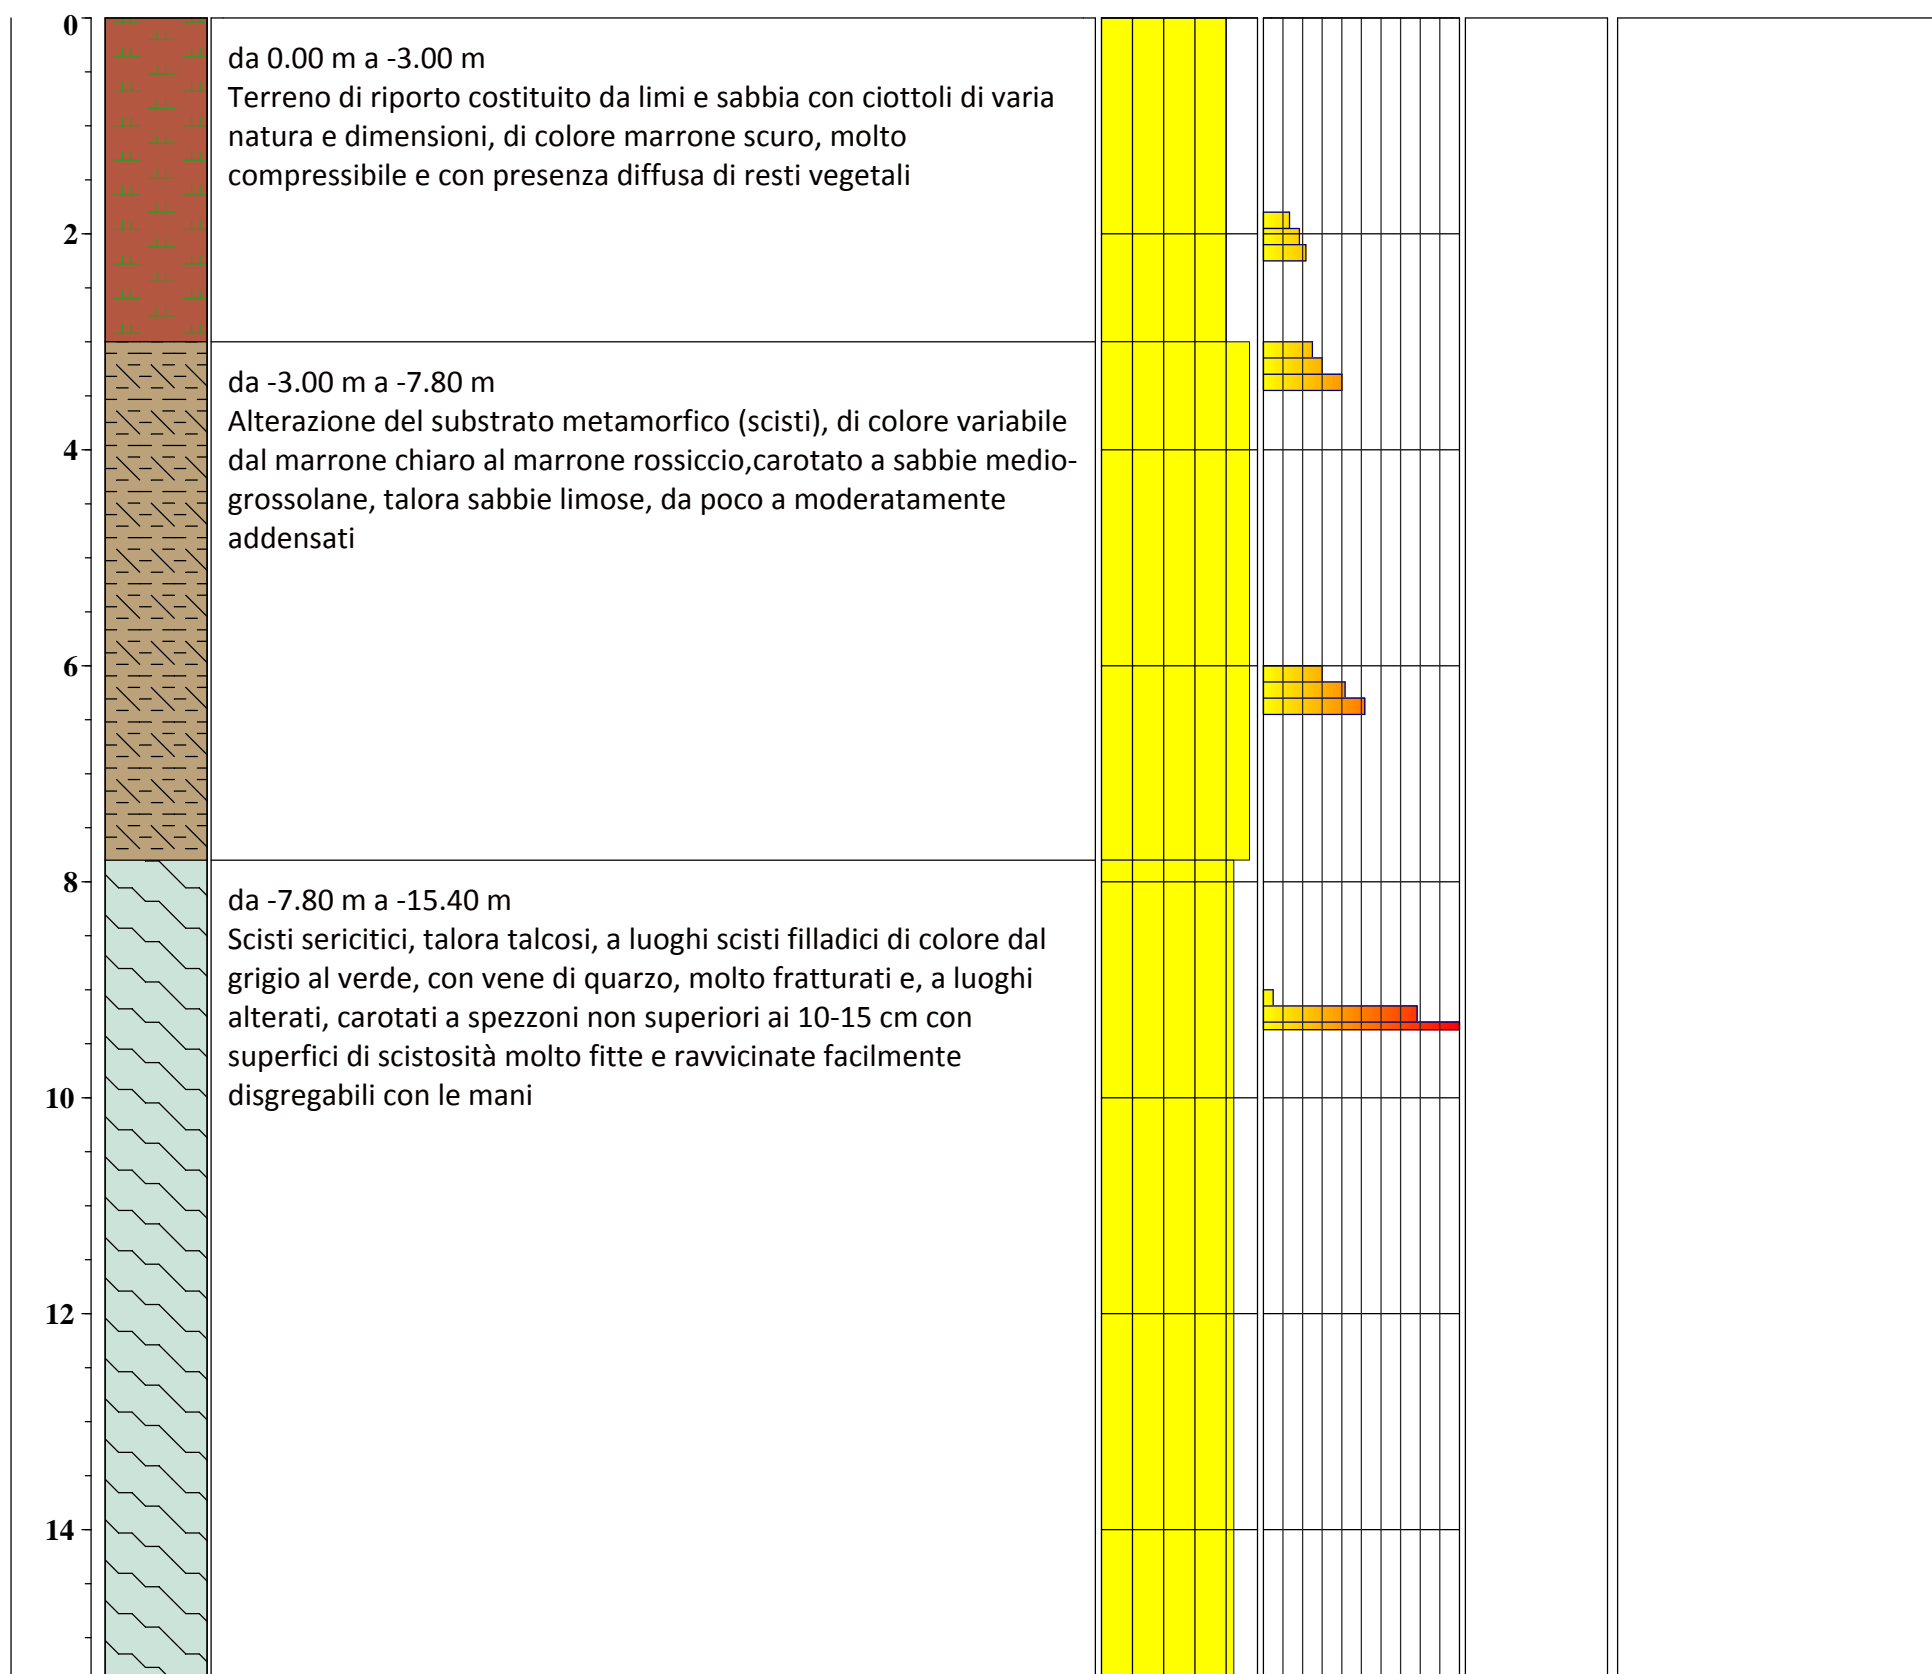 0
da 0.00 m a -3.00 m
Terreno di riporto costituito da limi e sabbia con ciottoli di varia
natura e dimensioni, di colore marrone scuro, molto
compressibile e con presenza diffusa di resti vegetali
2
da -3.00 m a -7.80 m
Alterazione del substrato metamorfico (scisti), di colore variabile
4
dal marrone chiaro al marrone rossiccio,carotato a sabbie medio-
grossolane, talora sabbie limose, da poco a moderatamente
addensati
6
8
da -7.80 m a -15.40 m
Scisti sericitici, talora talcosi, a luoghi scisti filladici di colore dal
grigio al verde, con vene di quarzo, molto fratturati e, a luoghi
alterati, carotati a spezzoni non superiori ai 10-15 cm con
superfici di scistosità molto fitte e ravvicinate facilmente
disgregabili con le mani
10
12
14